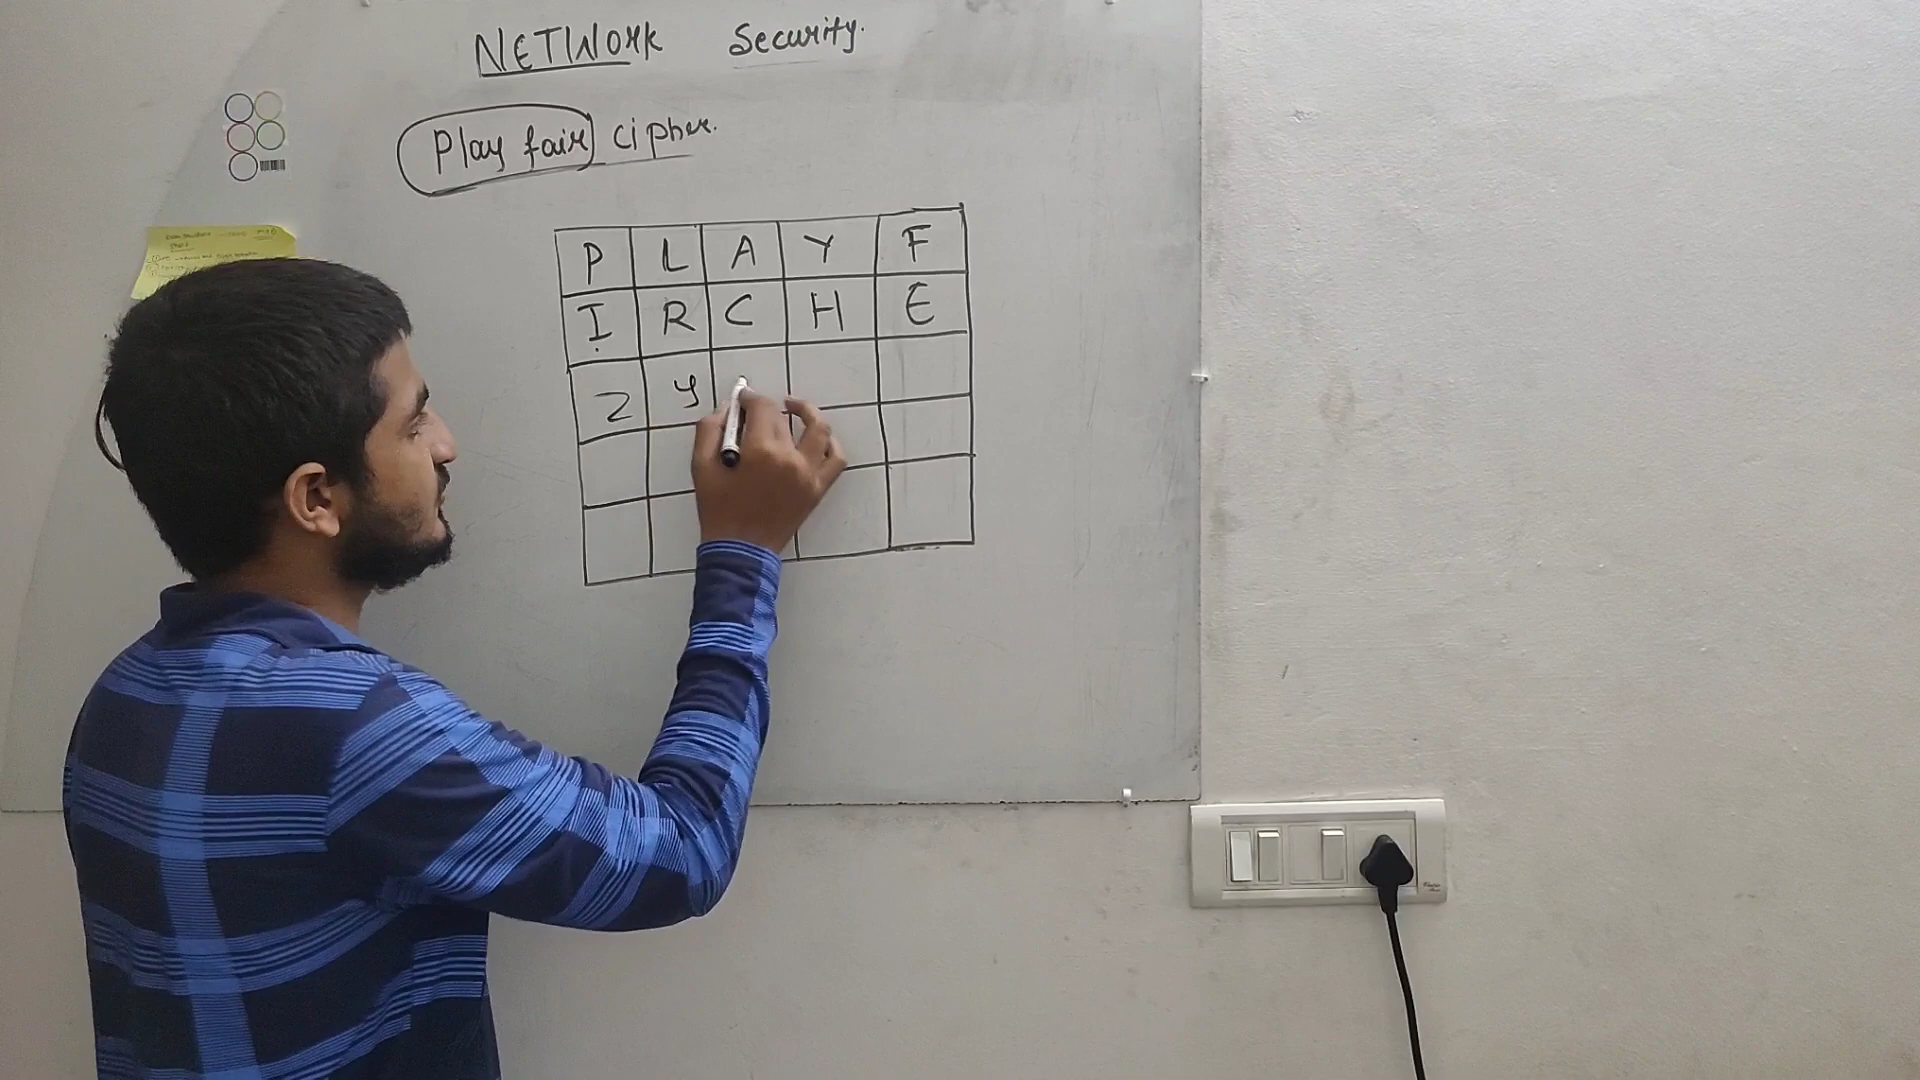 NETWORK Security.
Play fair cipher.
P L A Y F
I R C H E
Z y